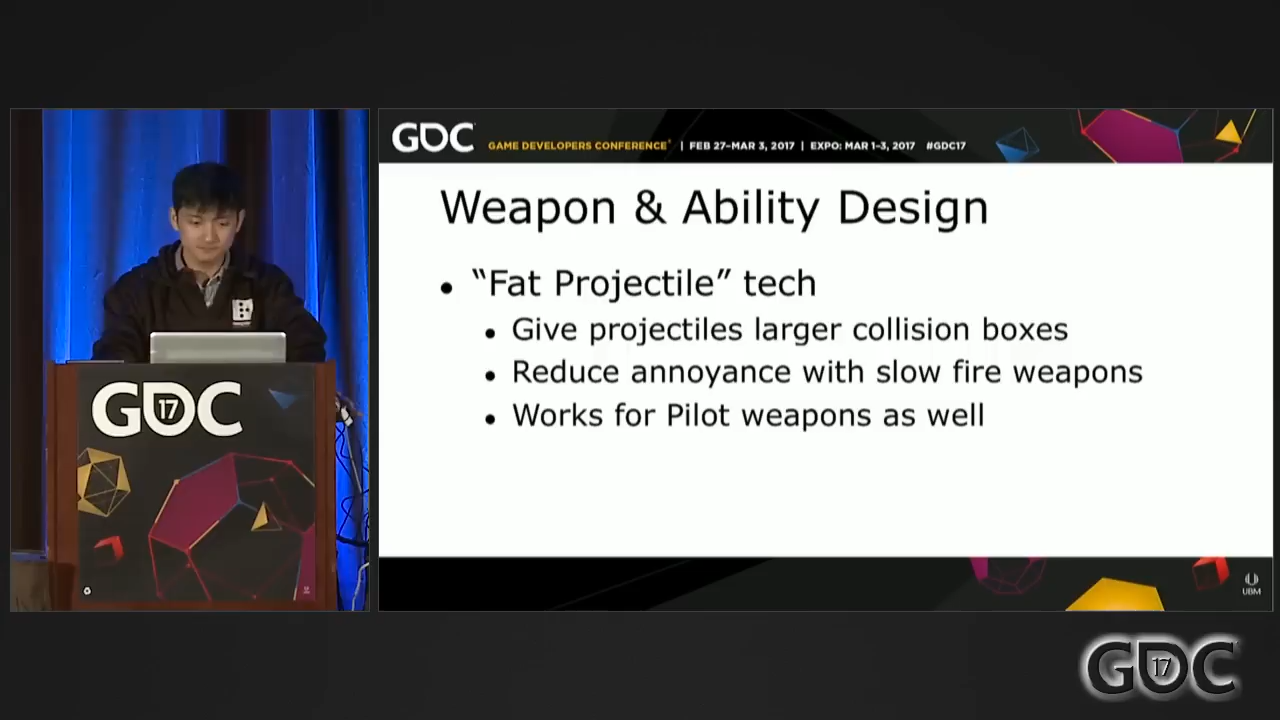 GDC
GAME DEVELOPERS CONFERENCE® | FEB 27–MAR 3, 2017 | EXPO: MAR 1–3, 2017 #GDC17
Weapon & Ability Design
• “Fat Projectile” tech
• Give projectiles larger collision boxes
• Reduce annoyance with slow fire weapons
• Works for Pilot weapons as well
UBM
GDC
17
GDC
17